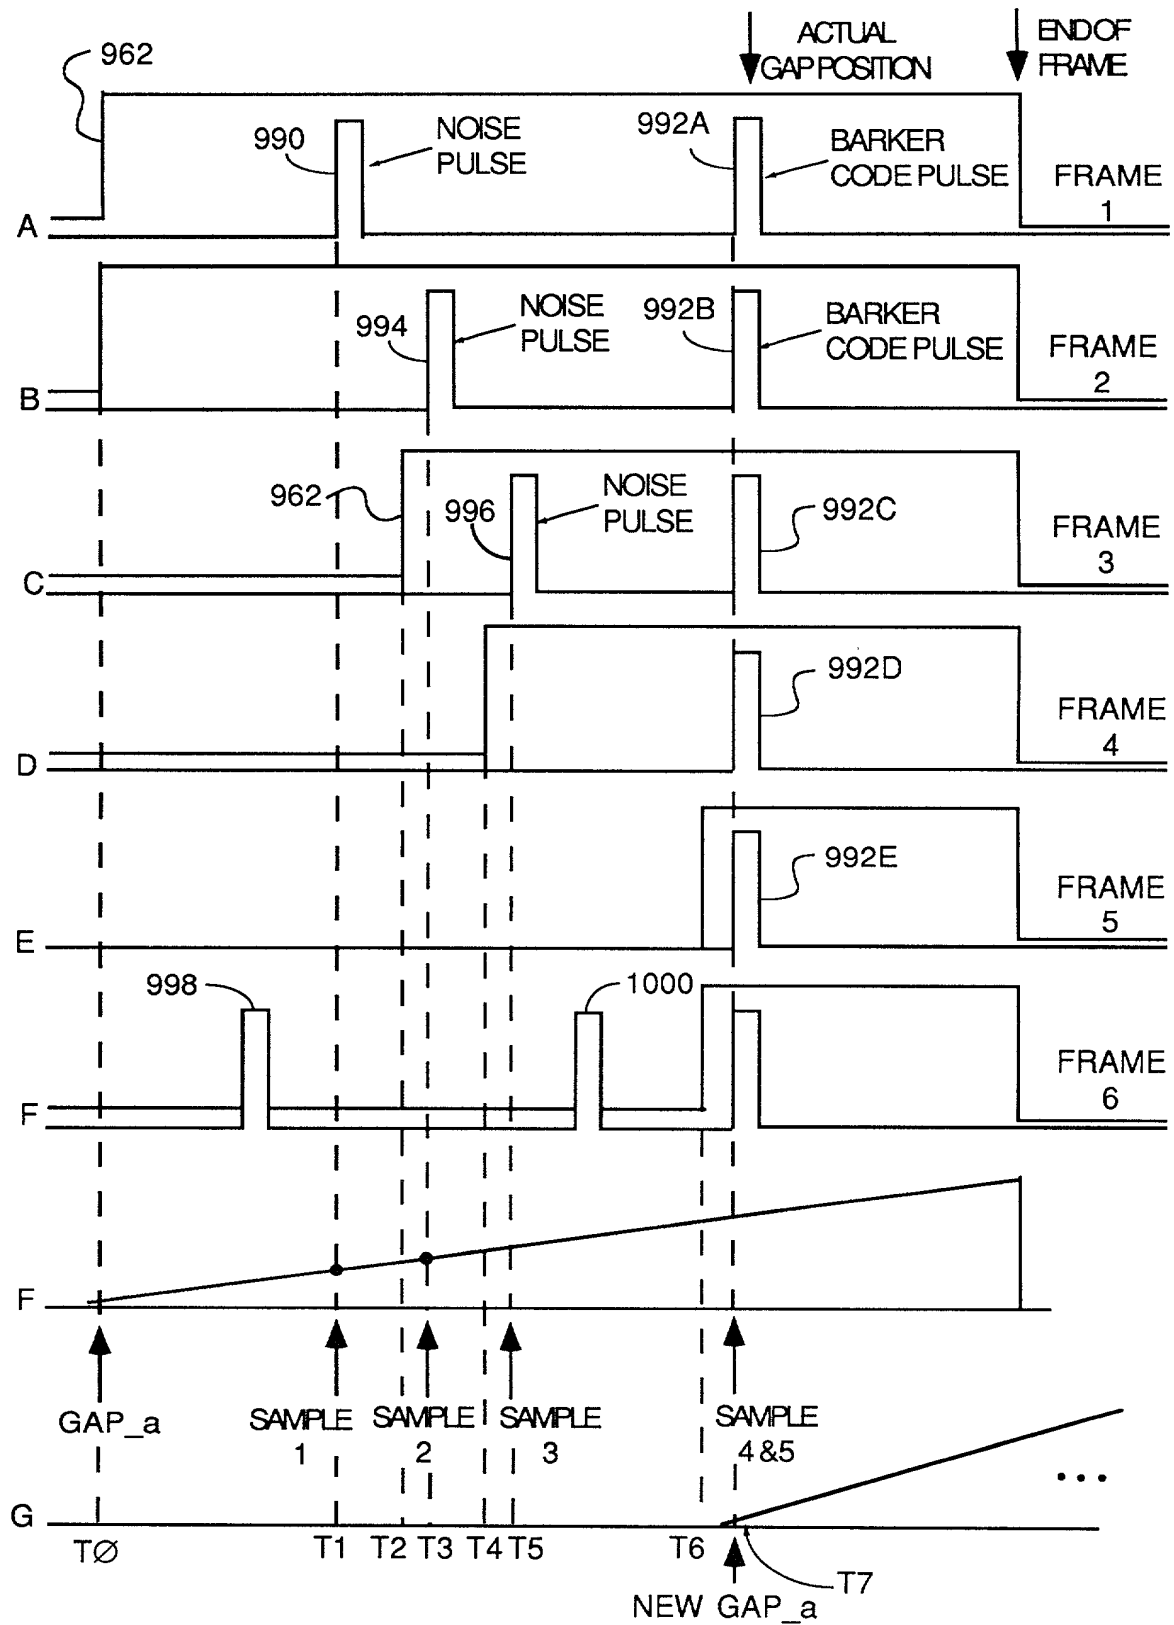 ACTUAL
GAP POSITION
END OF
FRAME
962
990
NOISE
PULSE
992A
BARKER
CODE PULSE
FRAME
1
A
994
NOISE
PULSE
992B
BARKER
CODE PULSE
FRAME
2
B
962
996
NOISE
PULSE
992C
FRAME
3
C
992D
FRAME
4
D
992E
FRAME
5
E
998
1000
FRAME
6
F
F
GAP_a
SAMPLE
1
SAMPLE
2
SAMPLE
3
SAMPLE
4&5
...
G
TØ
T1
T2
T3
T4
T5
T6
T7
NEW GAP_a